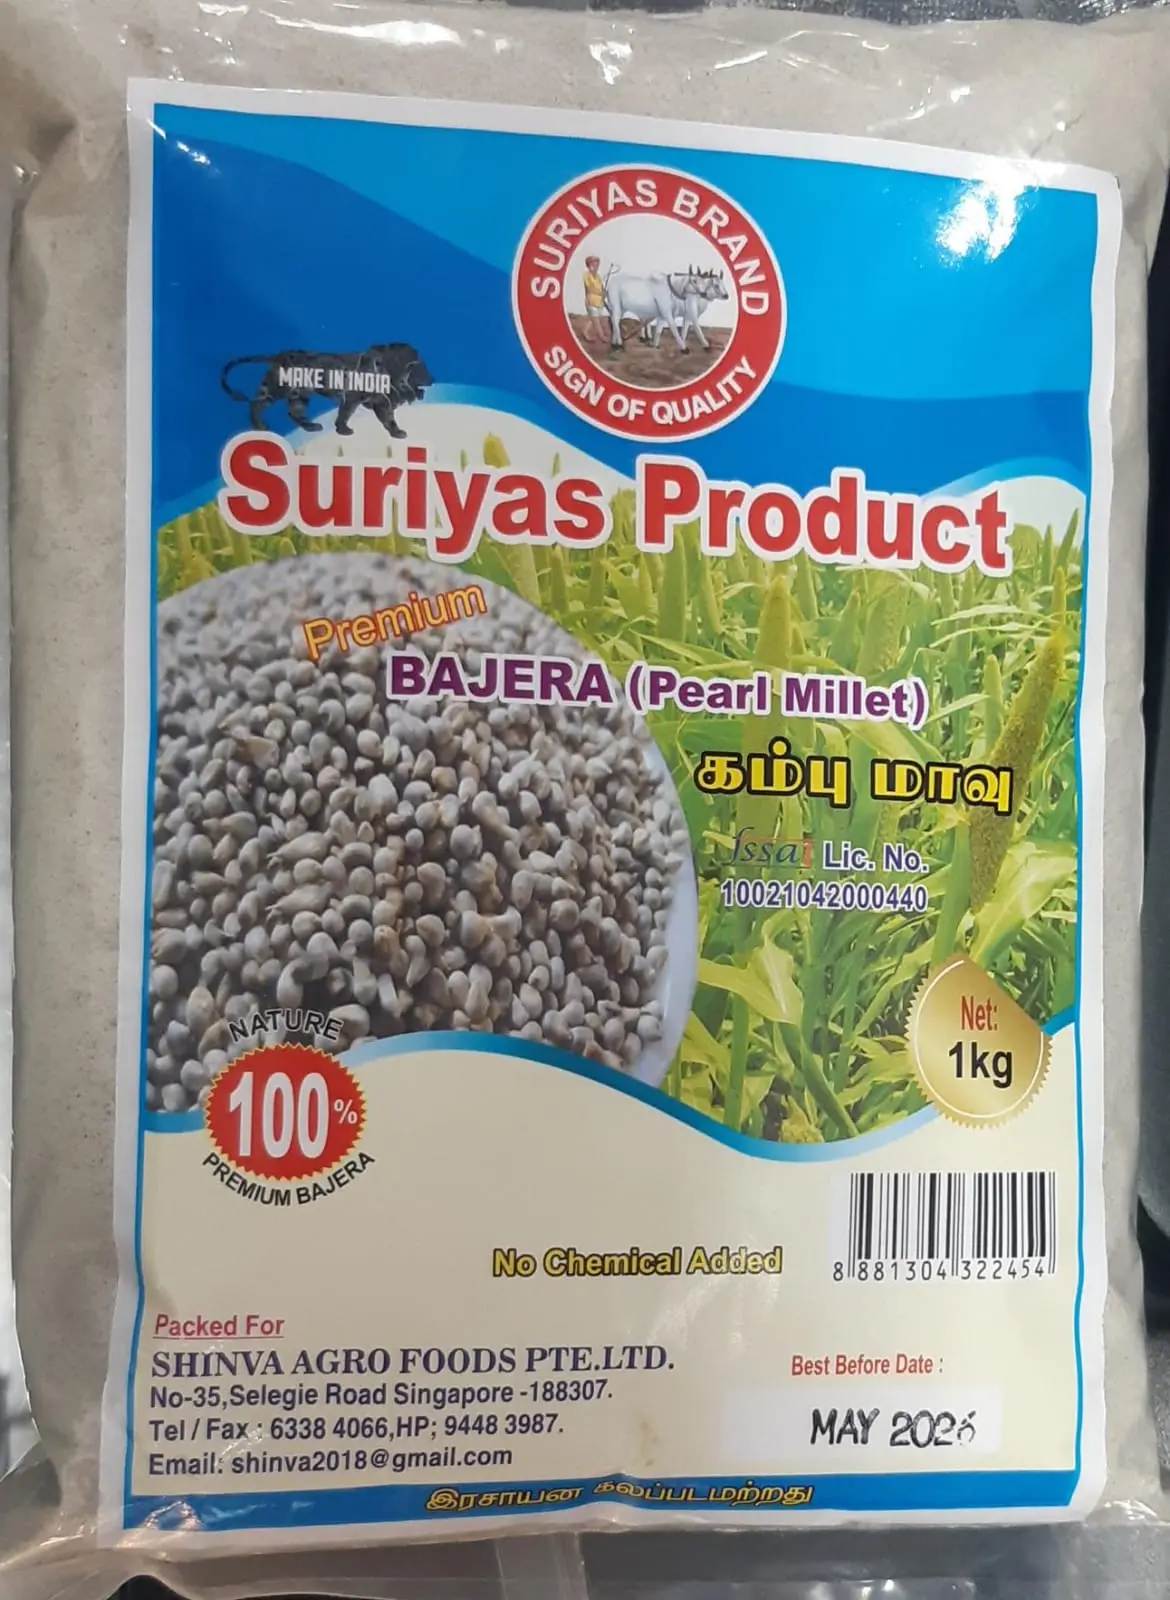 SURIYAS BRAND
SIGN OF QUALITY
MAKE IN INDIA
Suriyas Product
Premium
BAJERA (Pearl Millet)
கம்பு மாவு
fssai Lic. No.
10021042000440
Net:
1kg
NATURE
100%
PREMIUM BAJERA
No Chemical Added
8 881304 322454
Packed For
SHINVA AGRO FOODS PTE.LTD.
No-35,Selegie Road Singapore -188307.
Tel / Fax : 6338 4066,HP; 9448 3987.
Email: shinva2018@gmail.com
Best Before Date :
MAY 2026
இரசாயன கலப்படமற்றது